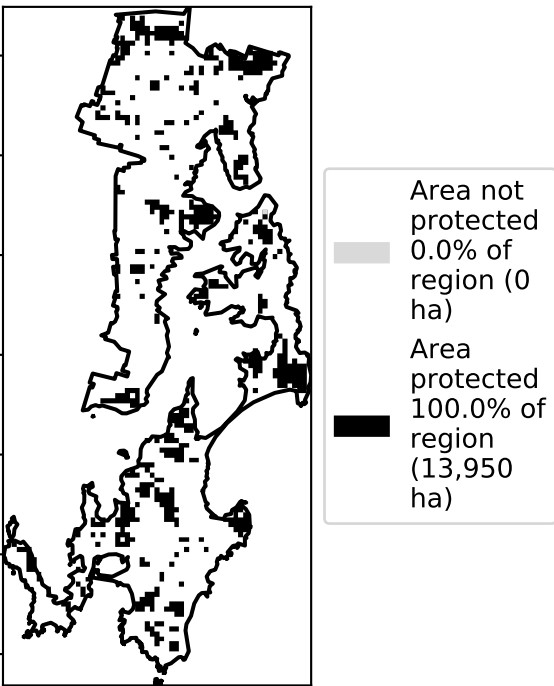 Area not
protected
0.0% of
region (0
ha)
Area
protected
100.0% of
region
(13,950
ha)